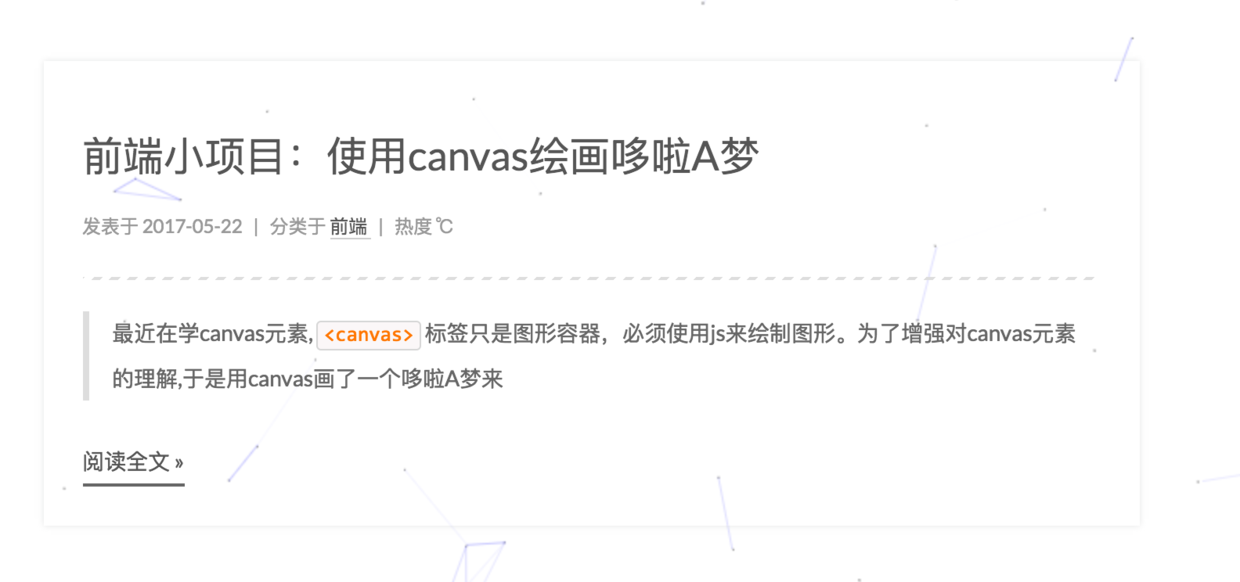 前端小项目：使用canvas绘画哆啦A梦
发表于 2017-05-22 | 分类于 前端 | 热度 ℃
最近在学canvas元素, <canvas> 标签只是图形容器，必须使用js来绘制图形。为了增强对canvas元素
的理解,于是用canvas画了一个哆啦A梦来
阅读全文 »